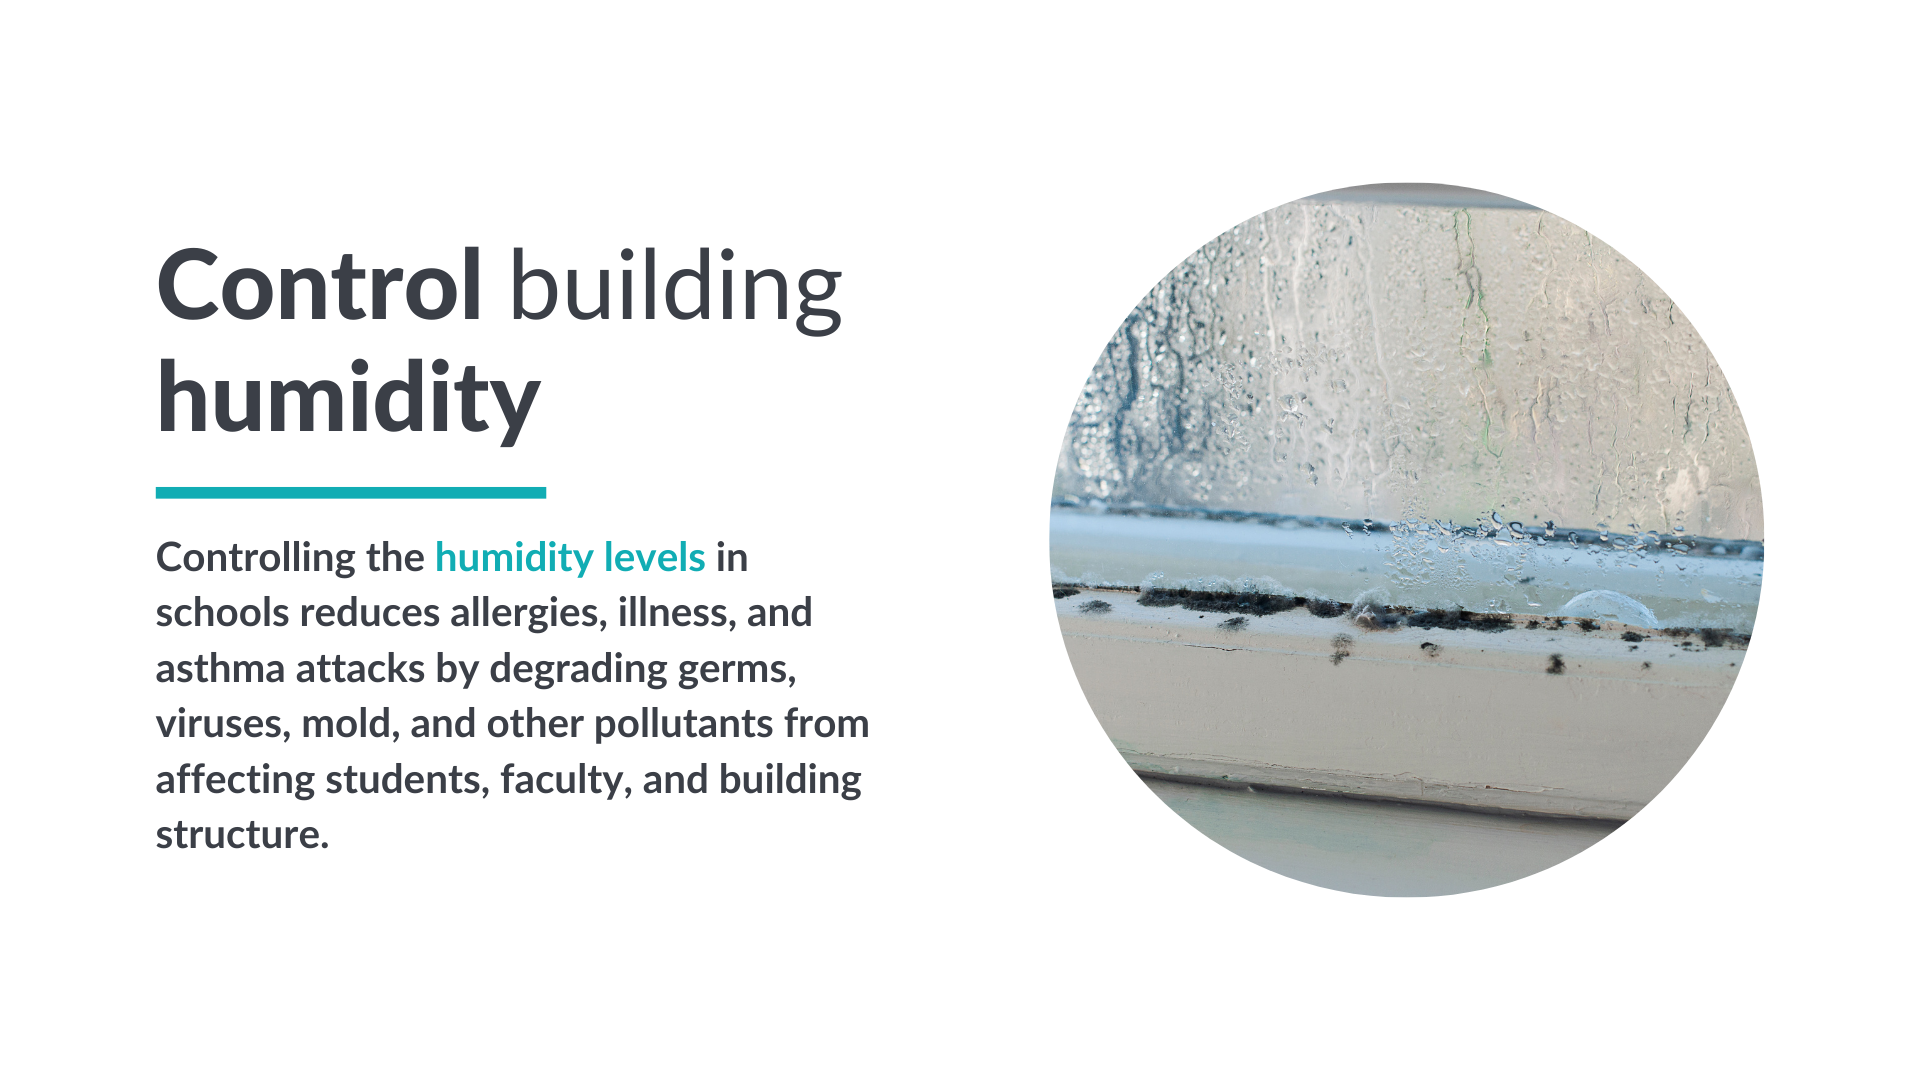 Control building
humidity
Controlling the humidity levels in
schools reduces allergies, illness, and
asthma attacks by degrading germs,
viruses, mold, and other pollutants from
affecting students, faculty, and building
structure.